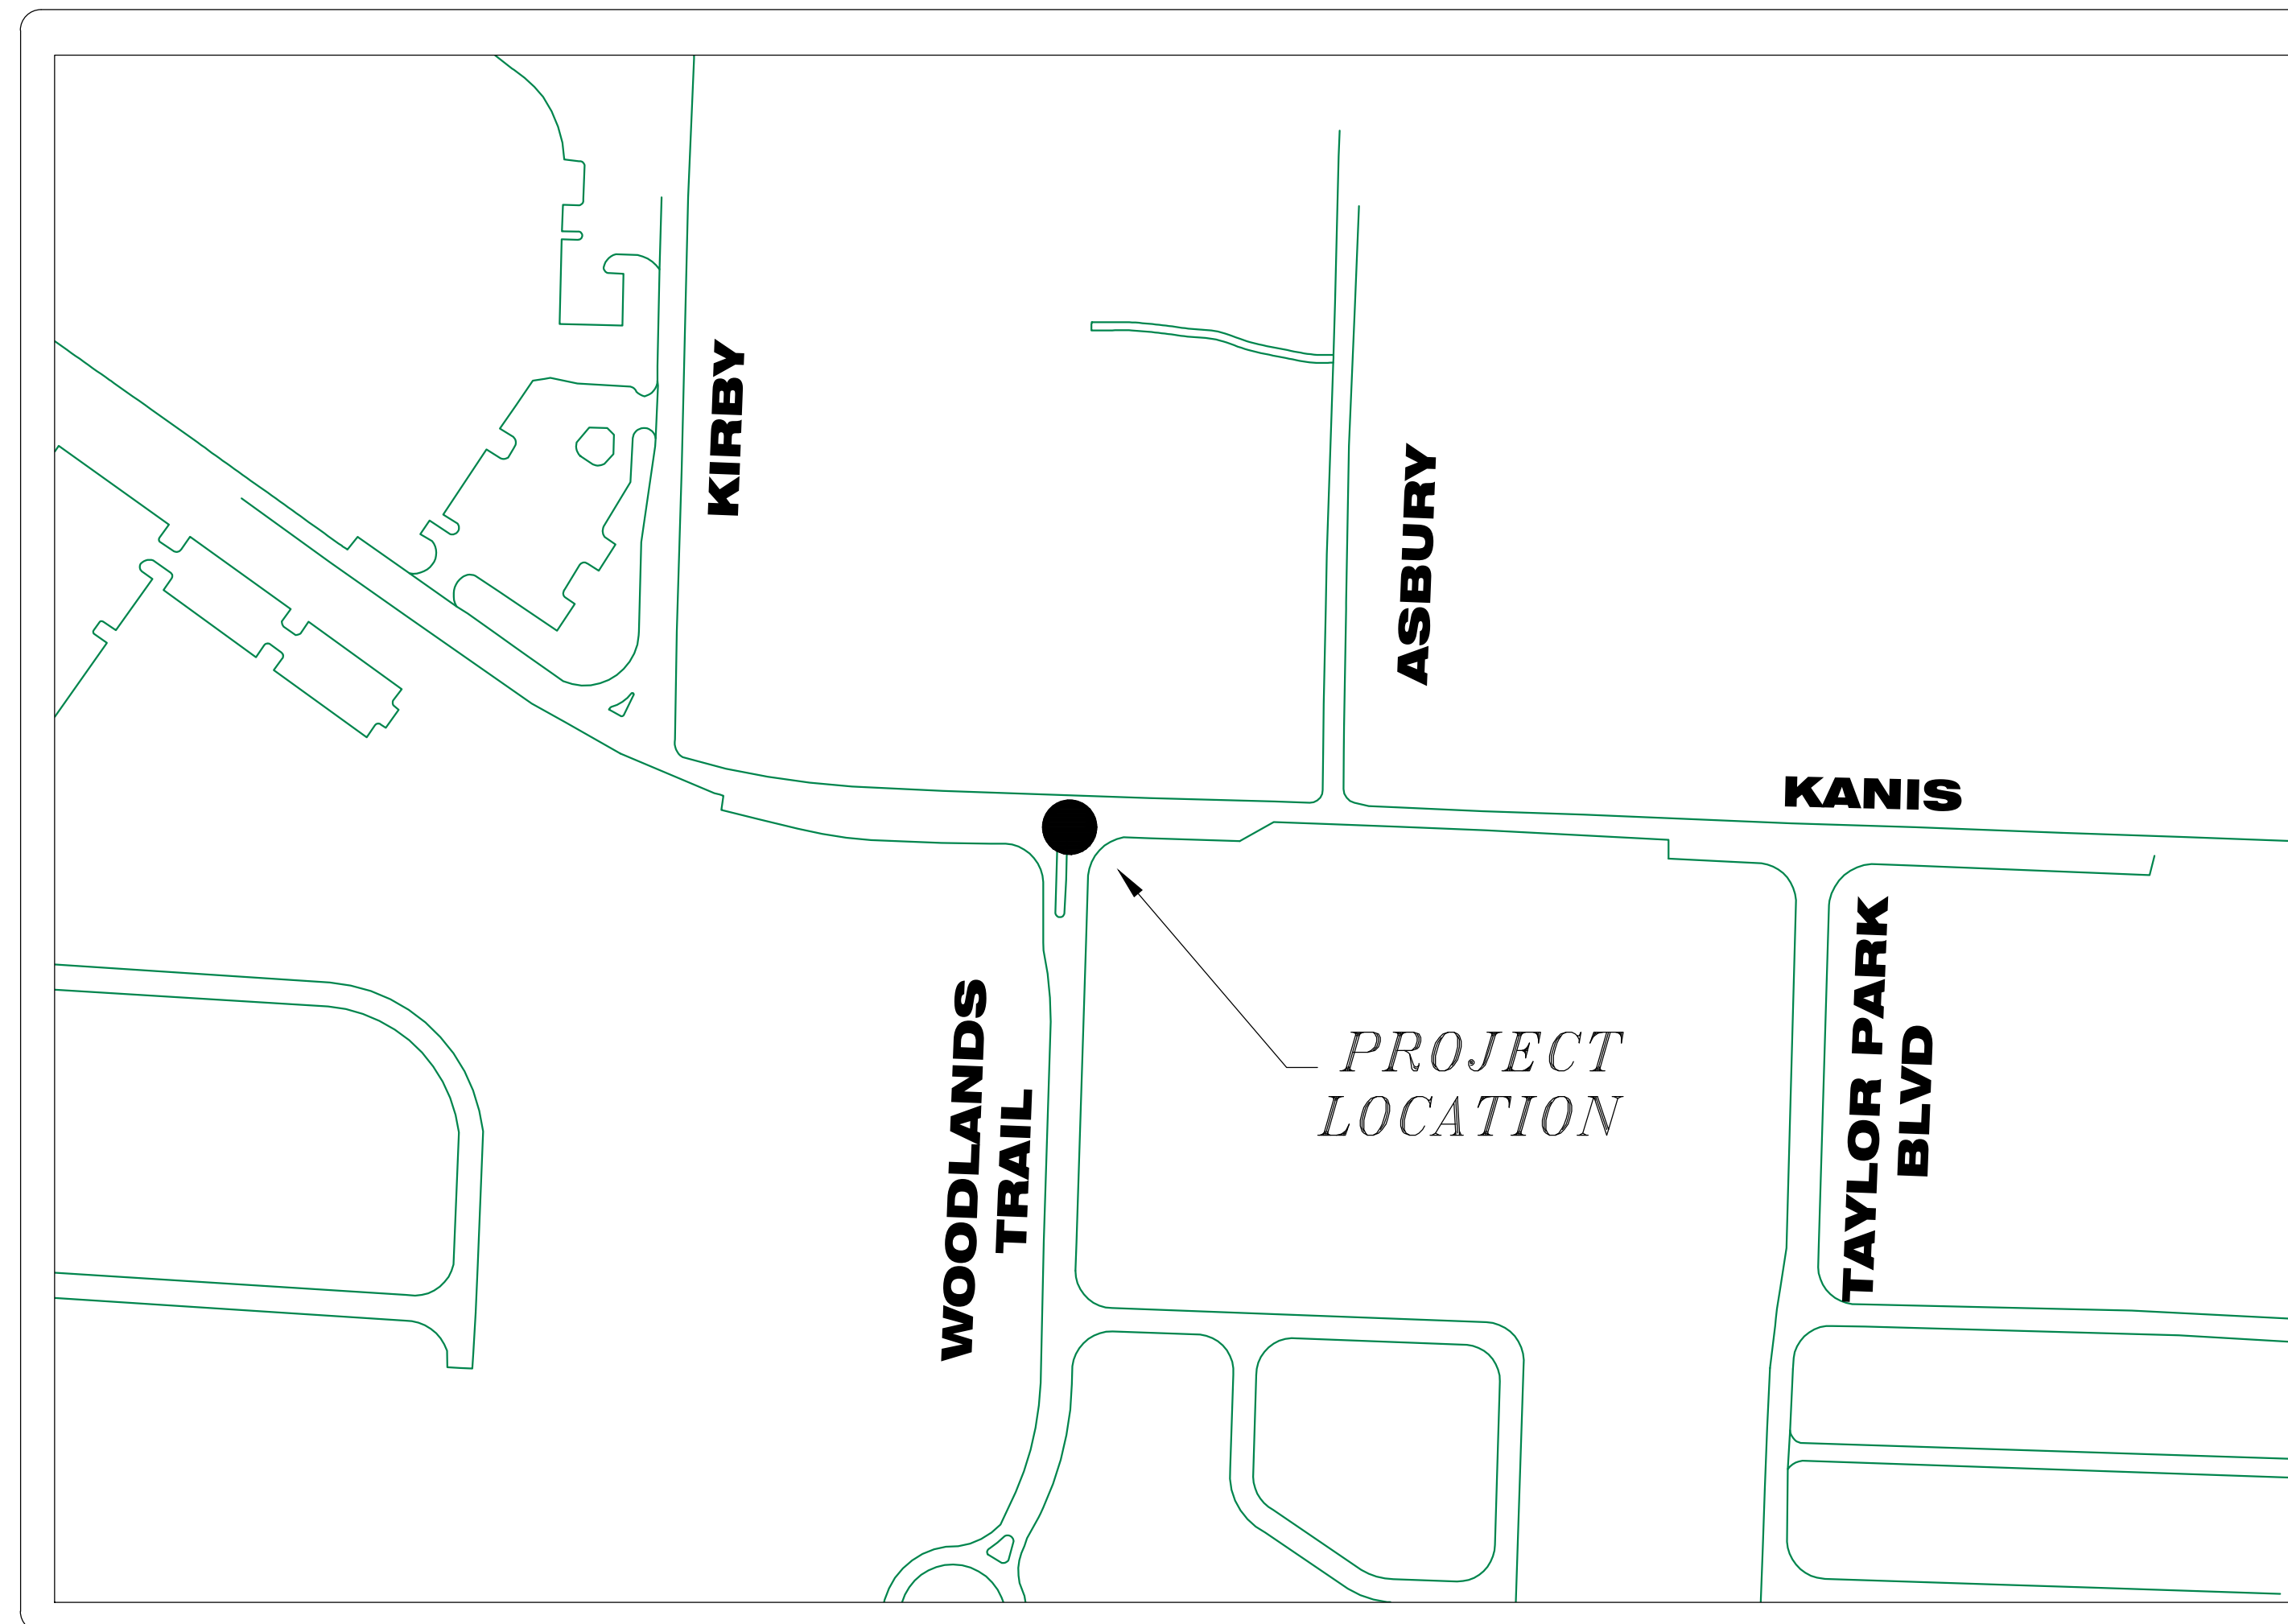 KIRBY
ASBURY
KANIS
WOODLANDS
TRAIL
PROJECT
LOCATION
TAYLOR PARK
BLVD